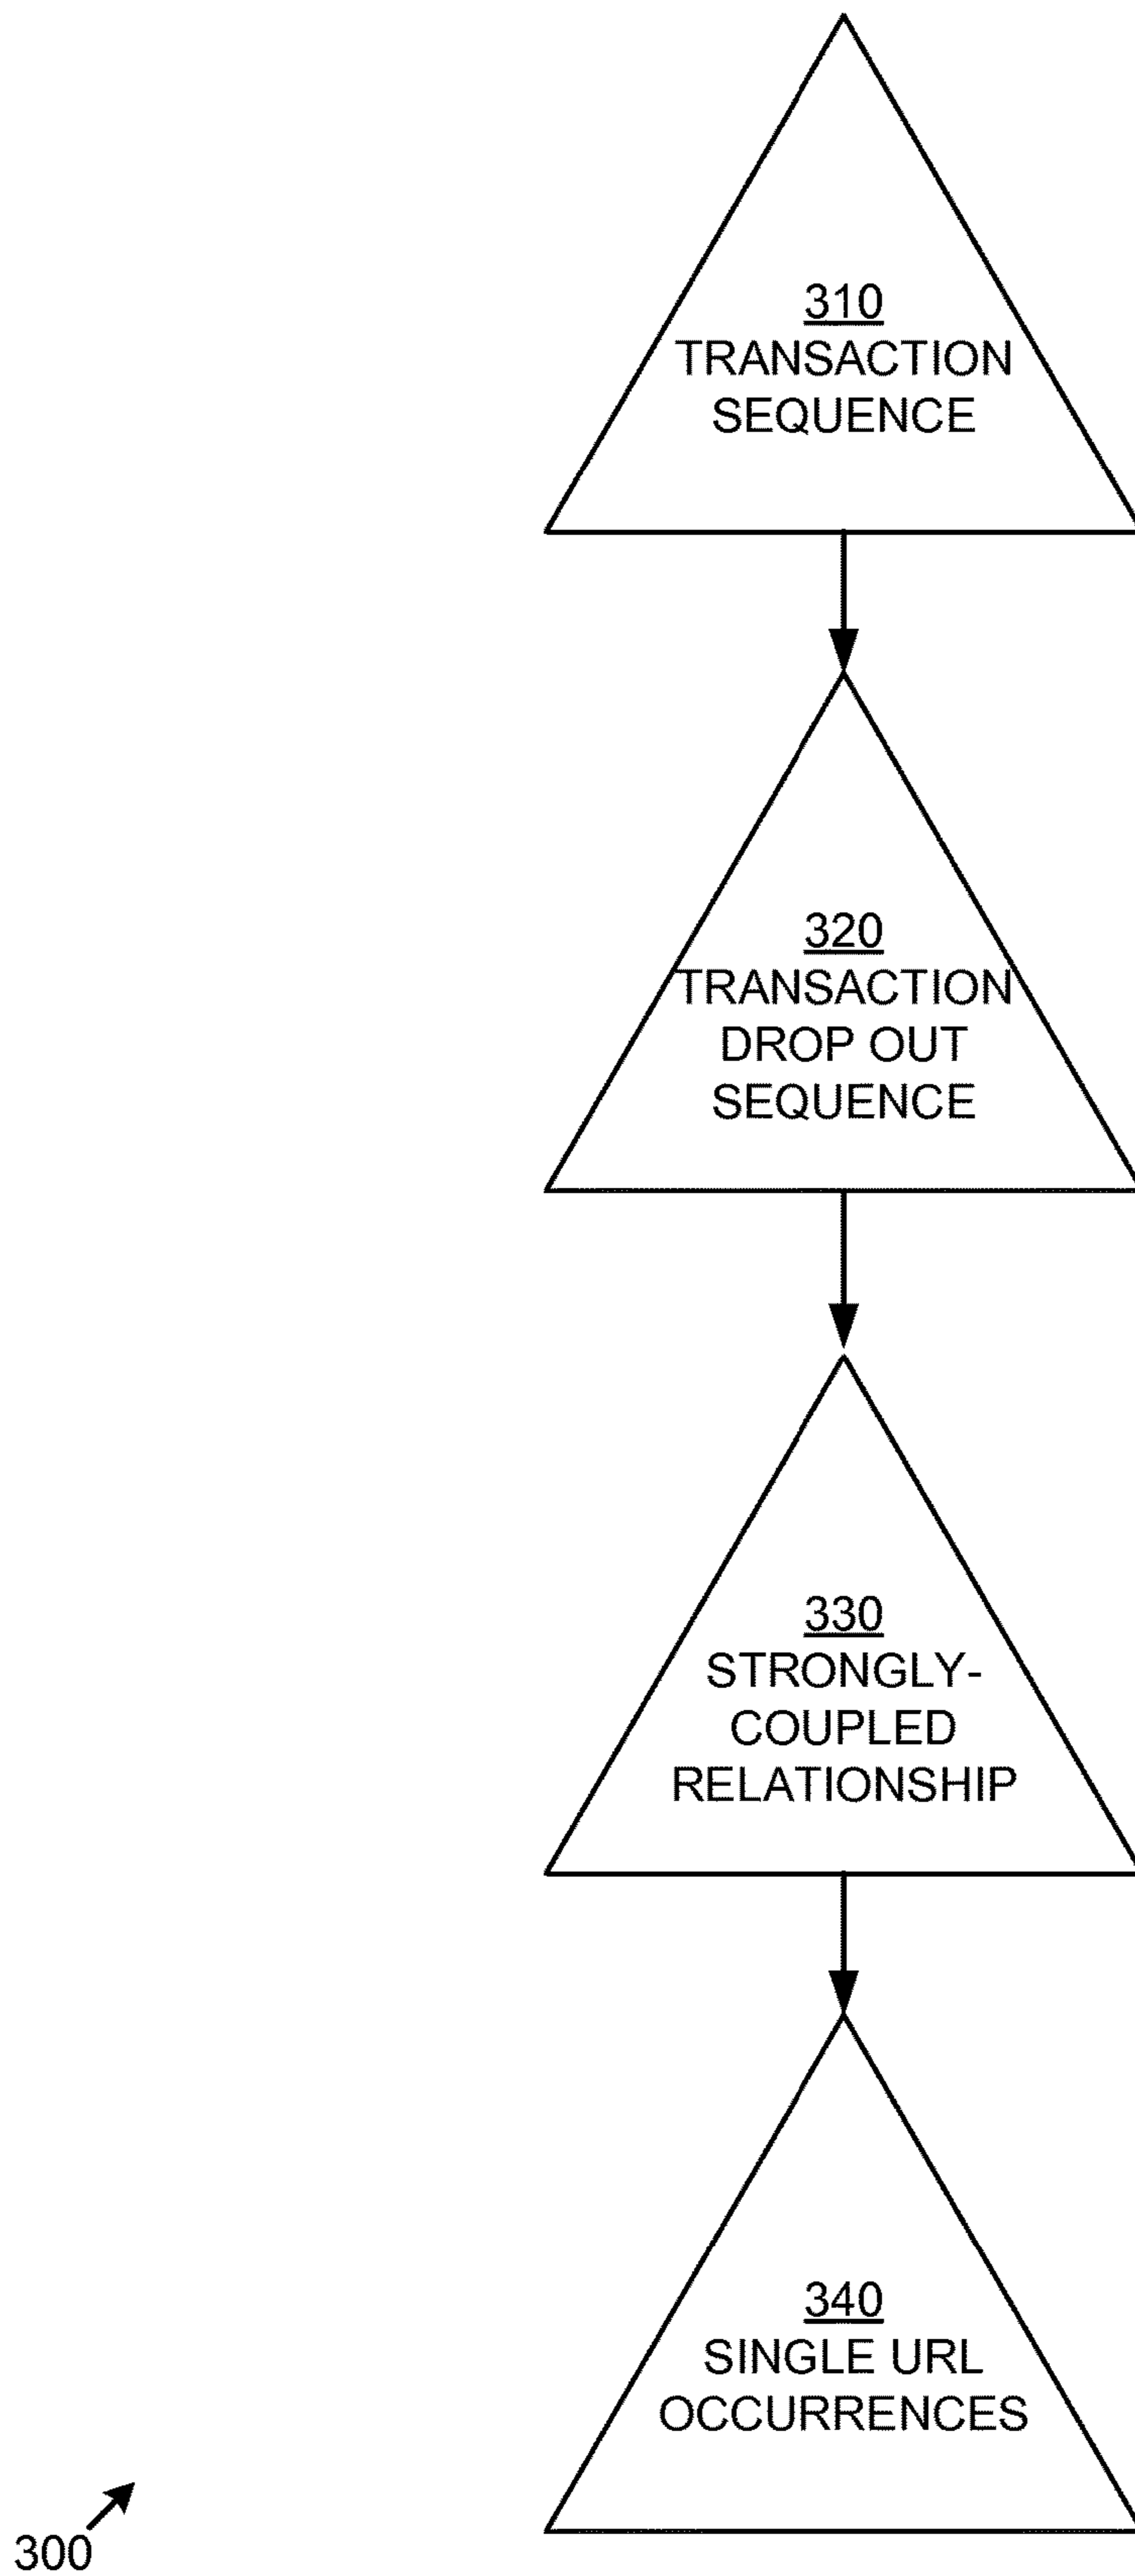 310
TRANSACTION
SEQUENCE
320
TRANSACTION
DROP OUT
SEQUENCE
330
STRONGLY-
COUPLED
RELATIONSHIP
340
SINGLE URL
OCCURRENCES
300